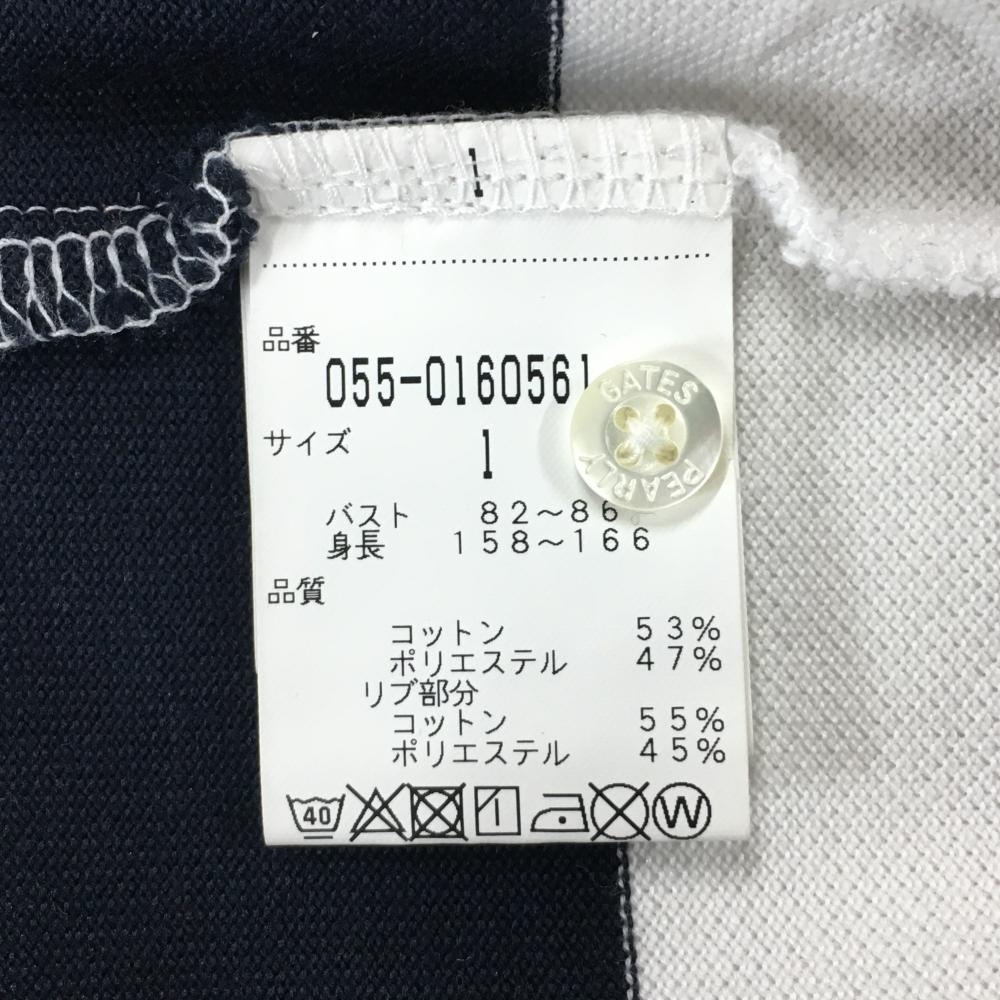 1
品番
055-0160561
GATES
サイズ 1
PEARLY
バスト 82〜86
身長 158〜166
品質
コットン 53%
ポリエステル 47%
リブ部分
コットン 55%
ポリエステル 45%
40 W